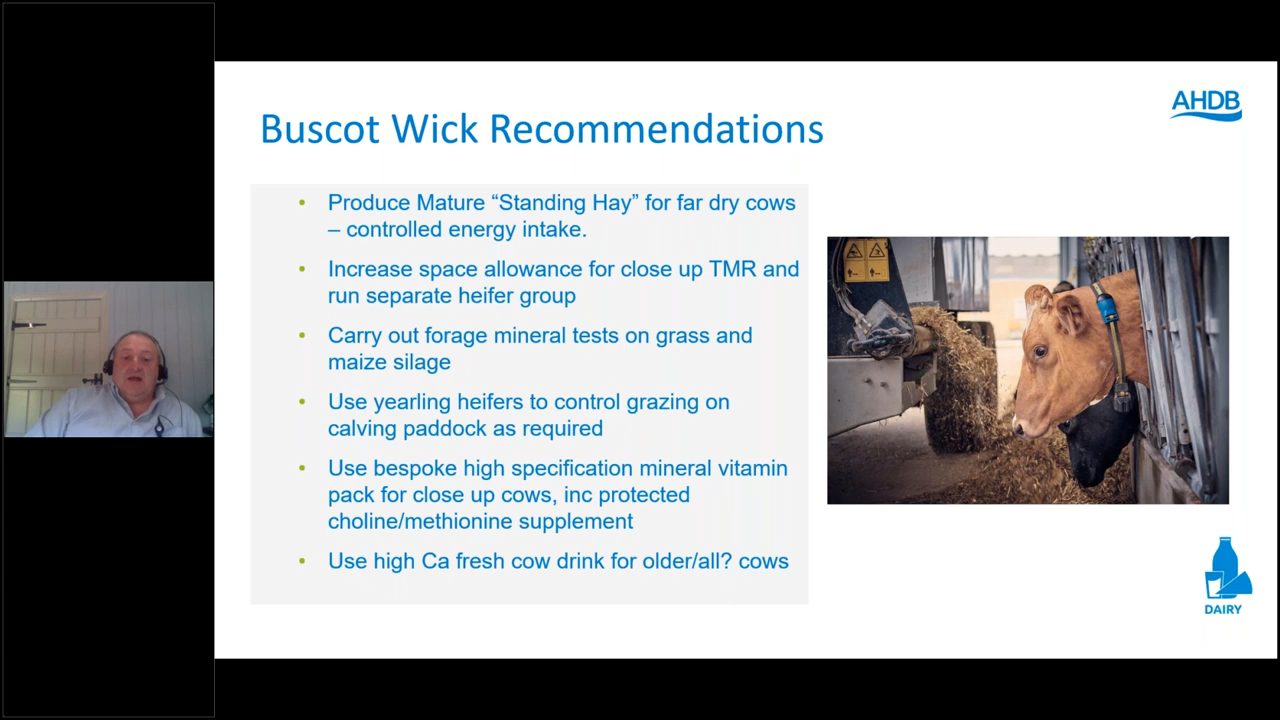 AHDB
Buscot Wick Recommendations
• Produce Mature “Standing Hay” for far dry cows
– controlled energy intake.
• Increase space allowance for close up TMR and
run separate heifer group
• Carry out forage mineral tests on grass and
maize silage
• Use yearling heifers to control grazing on
calving paddock as required
• Use bespoke high specification mineral vitamin
pack for close up cows, inc protected
choline/methionine supplement
• Use high Ca fresh cow drink for older/all? cows
DAIRY